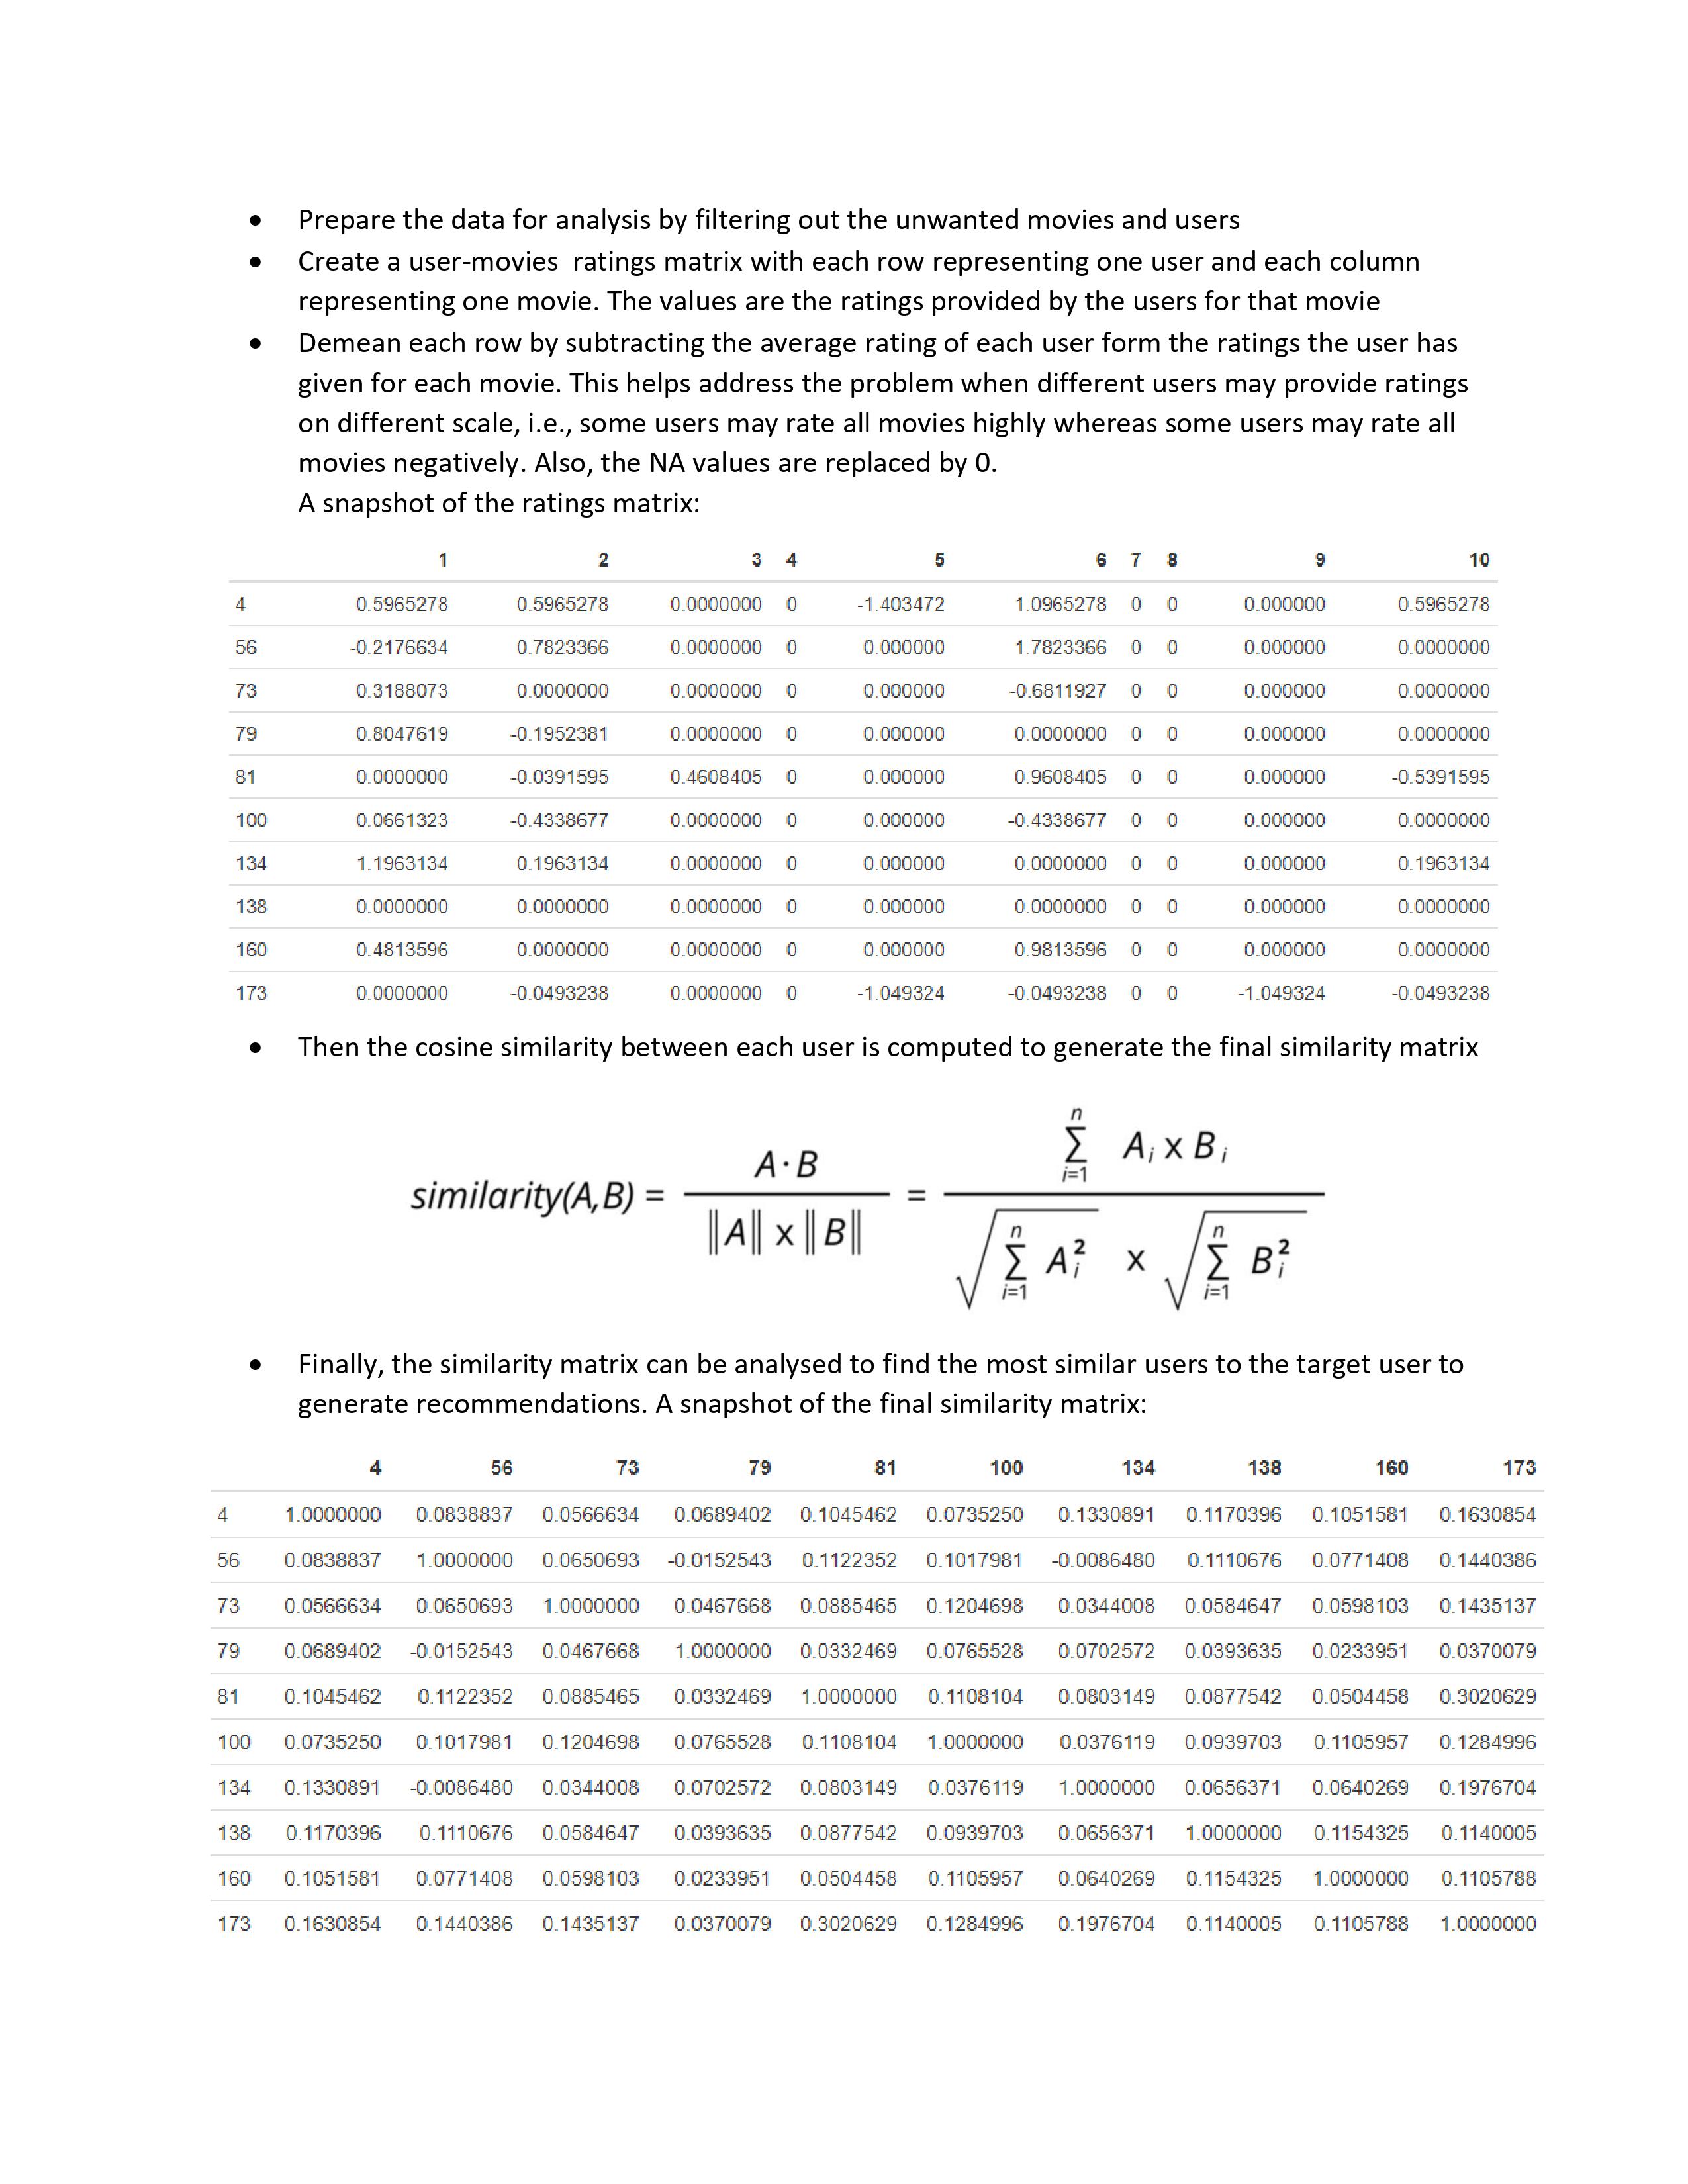 • Prepare the data for analysis by filtering out the unwanted movies and users
• Create a user-movies  ratings matrix with each row representing one user and each column
representing one movie. The values are the ratings provided by the users for that movie
• Demean each row by subtracting the average rating of each user form the ratings the user has
given for each movie. This helps address the problem when different users may provide ratings
on different scale, i.e., some users may rate all movies highly whereas some users may rate all
movies negatively. Also, the NA values are replaced by 0.
A snapshot of the ratings matrix:
1 2 3 4 5 6 7 8 9 10
4 0.5965278 0.5965278 0.0000000 0 -1.403472 1.0965278 0 0 0.000000 0.5965278
56 -0.2176634 0.7823366 0.0000000 0 0.000000 1.7823366 0 0 0.000000 0.0000000
73 0.3188073 0.0000000 0.0000000 0 0.000000 -0.6811927 0 0 0.000000 0.0000000
79 0.8047619 -0.1952381 0.0000000 0 0.000000 0.0000000 0 0 0.000000 0.0000000
81 0.0000000 -0.0391595 0.4608405 0 0.000000 0.9608405 0 0 0.000000 -0.5391595
100 0.0661323 -0.4338677 0.0000000 0 0.000000 -0.4338677 0 0 0.000000 0.0000000
134 1.1963134 0.1963134 0.0000000 0 0.000000 0.0000000 0 0 0.000000 0.1963134
138 0.0000000 0.0000000 0.0000000 0 0.000000 0.0000000 0 0 0.000000 0.0000000
160 0.4813596 0.0000000 0.0000000 0 0.000000 0.9813596 0 0 0.000000 0.0000000
173 0.0000000 -0.0493238 0.0000000 0 -1.049324 -0.0493238 0 0 -1.049324 -0.0493238
• Then the cosine similarity between each user is computed to generate the final similarity matrix
similarity(A,B) = A·B / ‖A‖ x ‖B‖ = Σ i=1 n A i x B i / √ Σ i=1 n A i 2 x √ Σ i=1 n B i 2
• Finally, the similarity matrix can be analysed to find the most similar users to the target user to
generate recommendations. A snapshot of the final similarity matrix:
4 56 73 79 81 100 134 138 160 173
4 1.0000000 0.0838837 0.0566634 0.0689402 0.1045462 0.0735250 0.1330891 0.1170396 0.1051581 0.1630854
56 0.0838837 1.0000000 0.0650693 -0.0152543 0.1122352 0.1017981 -0.0086480 0.1110676 0.0771408 0.1440386
73 0.0566634 0.0650693 1.0000000 0.0467668 0.0885465 0.1204698 0.0344008 0.0584647 0.0598103 0.1435137
79 0.0689402 -0.0152543 0.0467668 1.0000000 0.0332469 0.0765528 0.0702572 0.0393635 0.0233951 0.0370079
81 0.1045462 0.1122352 0.0885465 0.0332469 1.0000000 0.1108104 0.0803149 0.0877542 0.0504458 0.3020629
100 0.0735250 0.1017981 0.1204698 0.0765528 0.1108104 1.0000000 0.0376119 0.0939703 0.1105957 0.1284996
134 0.1330891 -0.0086480 0.0344008 0.0702572 0.0803149 0.0376119 1.0000000 0.0656371 0.0640269 0.1976704
138 0.1170396 0.1110676 0.0584647 0.0393635 0.0877542 0.0939703 0.0656371 1.0000000 0.1154325 0.1140005
160 0.1051581 0.0771408 0.0598103 0.0233951 0.0504458 0.1105957 0.0640269 0.1154325 1.0000000 0.1105788
173 0.1630854 0.1440386 0.1435137 0.0370079 0.3020629 0.1284996 0.1976704 0.1140005 0.1105788 1.0000000